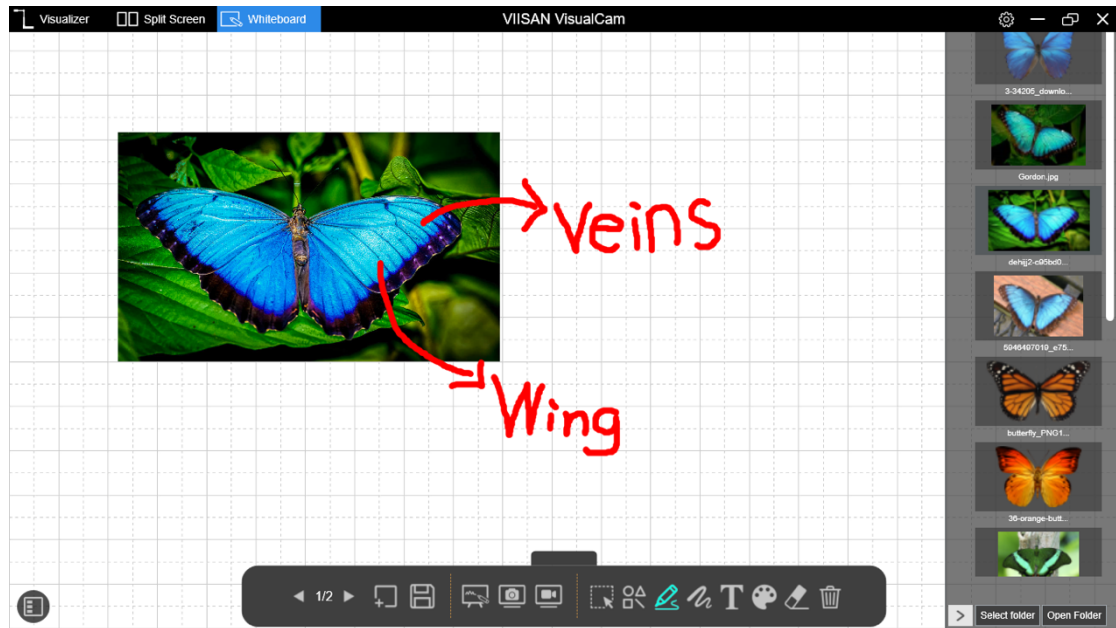 Visualizer
Split Screen
Whiteboard
VIISAN VisualCam
3-34205_downlo...
Gordon.jpg
dehijj2-c95bd0...
5946497019_e75...
butterfly_PNG1...
36-orange-butt...
Veins
Wing
1/2
T
Select folder
Open Folder